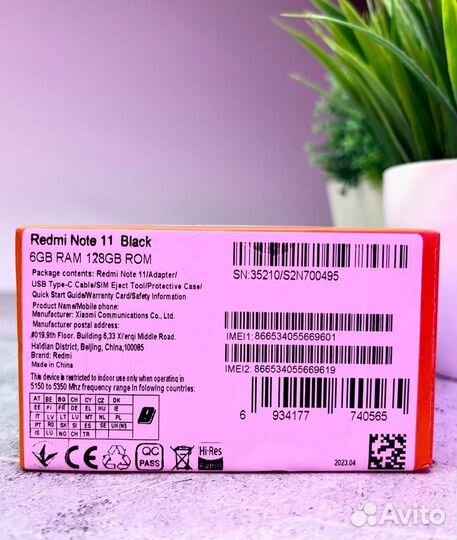 Redmi Note 11 Black
6GB RAM 128GB ROM
Package contents: Redmi Note 11/Adapter/
USB Type-C Cable/SIM Eject Tool/Protective Case/
Quick Start Guide/Warranty Card/Safety Information
Product Name/Mobile phone:
Manufacturer: Xiaomi Communications Co., Ltd.
Manufacturer postal address:
#019,9th Floor. Building 6,33 Xi'erqi Middle Road.
Haidian District, Beijing, China,100085
Brand: Redmi
This device is restricted to indoor use only when operating in
5150 to 5350 Mhz frequency range in following countries.
AT BE BG CH CY CZ DK
EE FI FR DE EL HU IE
IT LV LT LU MT NL PL
PT RO SK SI ES SE UK(NI)
IS LI NO CH TR
SN:35210/S2N700495
IMEI1: 866534055669601
IMEI2: 866534055669619
6 934177 740565
CE
EAC
QC
PASS
Hi-Res
AUDIO
2023.04
Avito